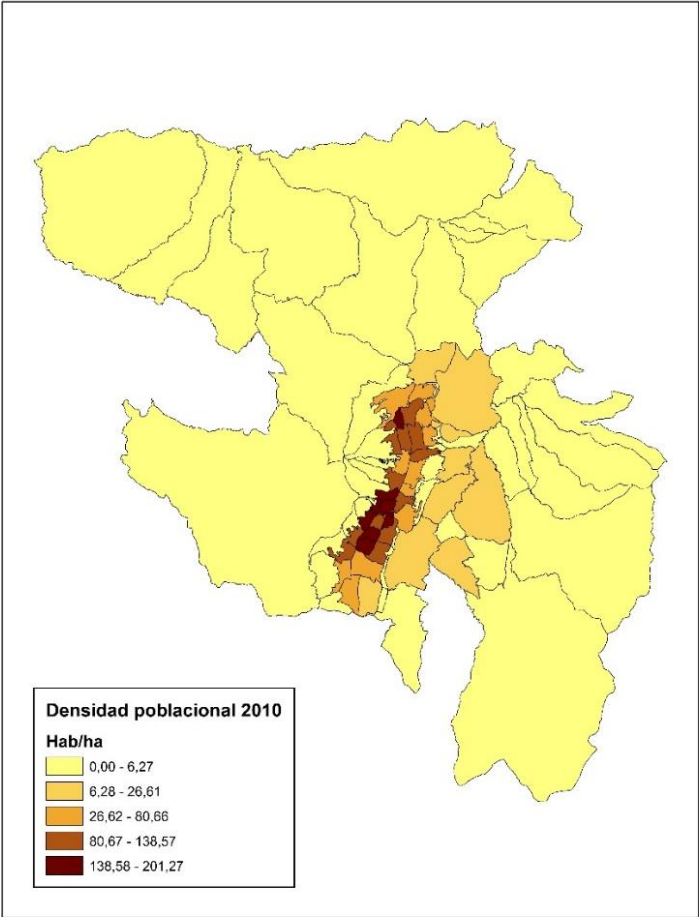 Densidad poblacional 2010
Hab/ha
0,00 - 6,27
6,28 - 26,61
26,62 - 80,66
80,67 - 138,57
138,58 - 201,27